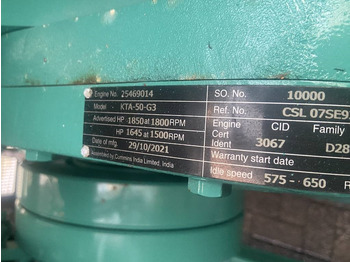 Engine No. 25469014
Model - KTA-50-G3
Advertised HP 1850 at 1800RPM
HP 1645 at 1500RPM
Date of mfg. 29/10/2021
Assembled by Cummins India Limited, India
SO. No. 10000
Ref. No. CSL 07SE9
Engine CID Family
Cert
Ident 3067 D28
Warranty start date
Idle speed 575 - 650 R